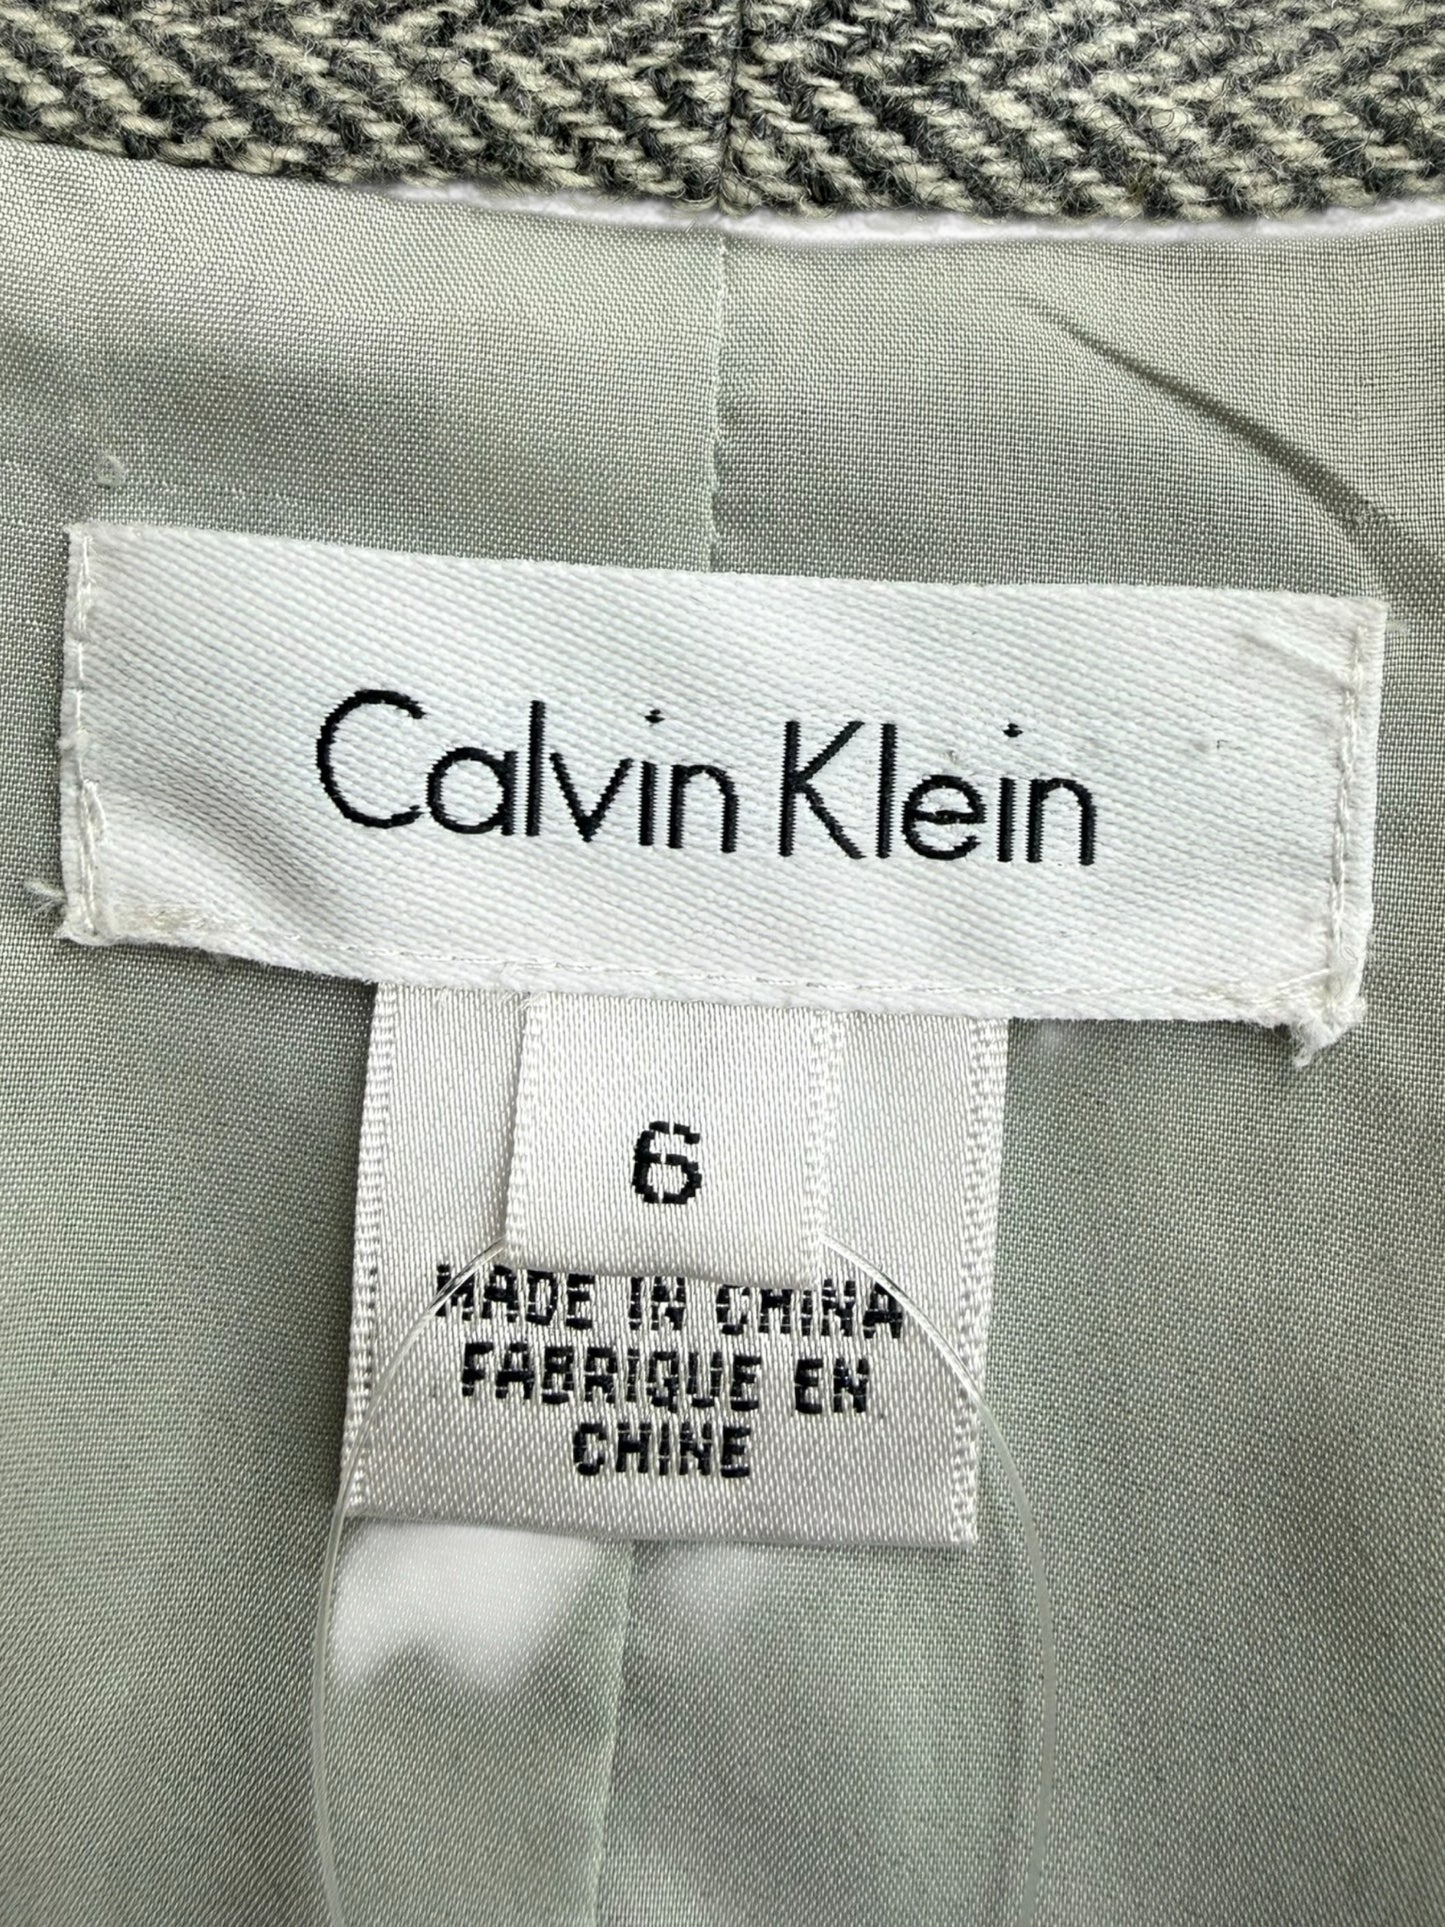 Calvin Klein
6
MADE IN CHINA
FABRIQUE EN
CHINE